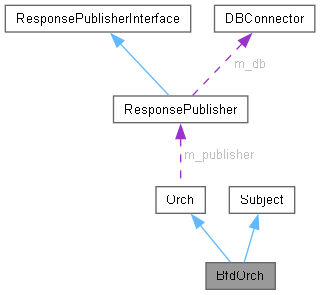 ResponsePublisherInterface DBConnector
m_db
ResponsePublisher
m_publisher
Orch Subject
BfdOrch